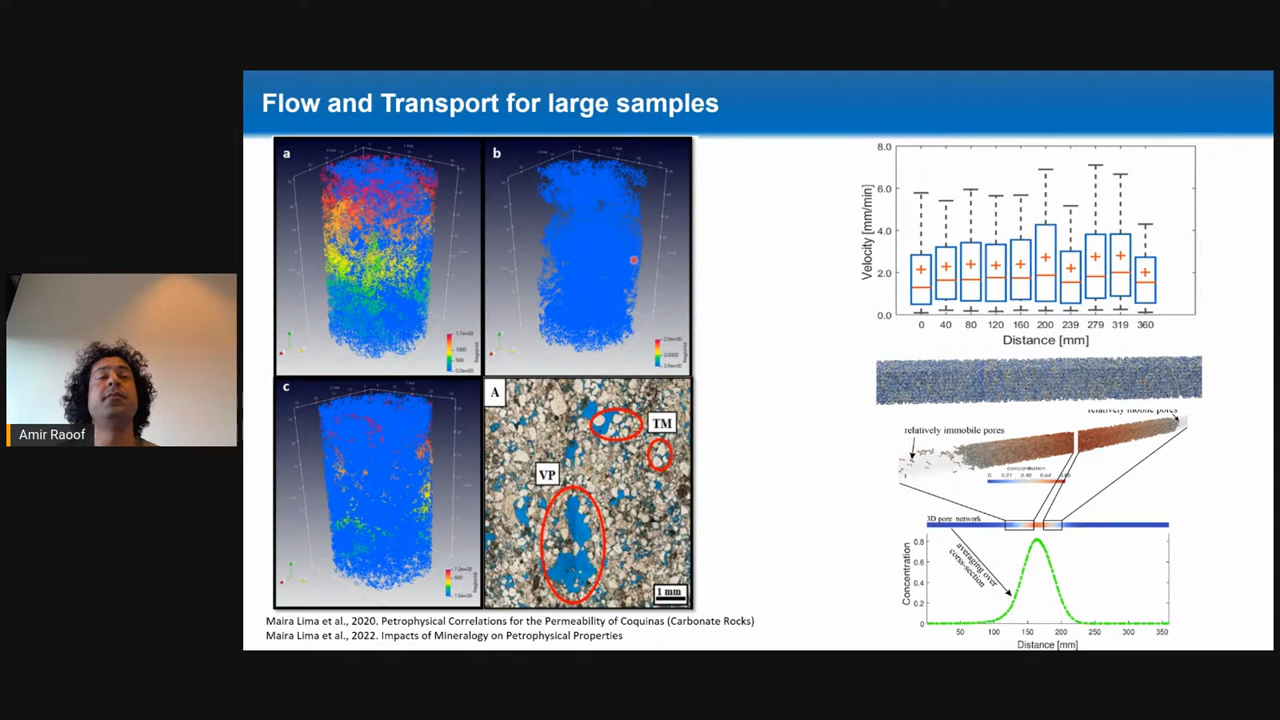 Flow and Transport for large samples
a
b
c
A
TM
VP
1 mm
Maira Lima et al., 2020. Petrophysical Correlations for the Permeability of Coquinas (Carbonate Rocks)
Maira Lima et al., 2022. Impacts of Mineralogy on Petrophysical Properties
Amir Raoof
8.0
6.0
4.0
2.0
0.0
Velocity [mm/min]
0 40 80 120 160 200 239 279 319 360
Distance [mm]
relatively mobile pores
relatively immobile pores
concentration
0 0.21 0.42 0.64
3D pore network
averaging over
corss-section
0.8
0.6
0.4
0.2
0
Concentration
50 100 150 200 250 300 350
Distance [mm]